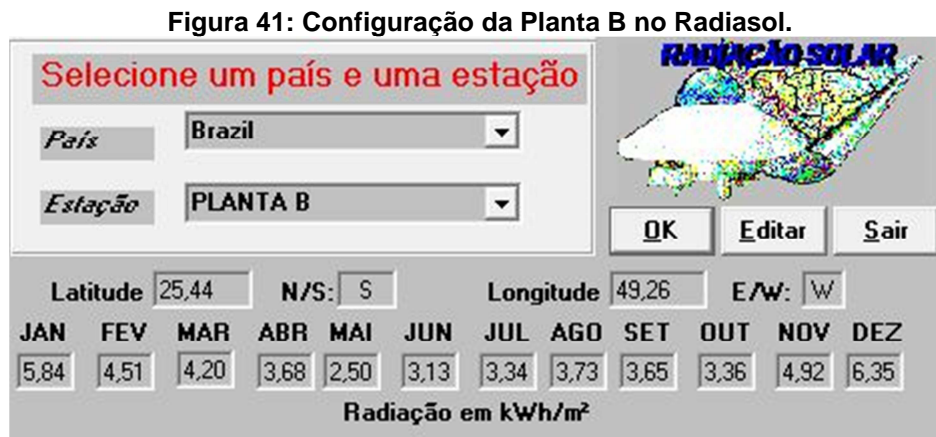 Figura 41: Configuração da Planta B no Radiasol.
RADIAÇÃO SOLAR
Selecione um país e uma estação
País Brazil
Estação PLANTA B
OK Editar Sair
Latitude 25,44 N/S: S Longitude 49,26 E/W: W
JAN FEV MAR ABR MAI JUN JUL AGO SET OUT NOV DEZ
5,84 4,51 4,20 3,68 2,50 3,13 3,34 3,73 3,65 3,36 4,92 6,35
Radiação em kWh/m²